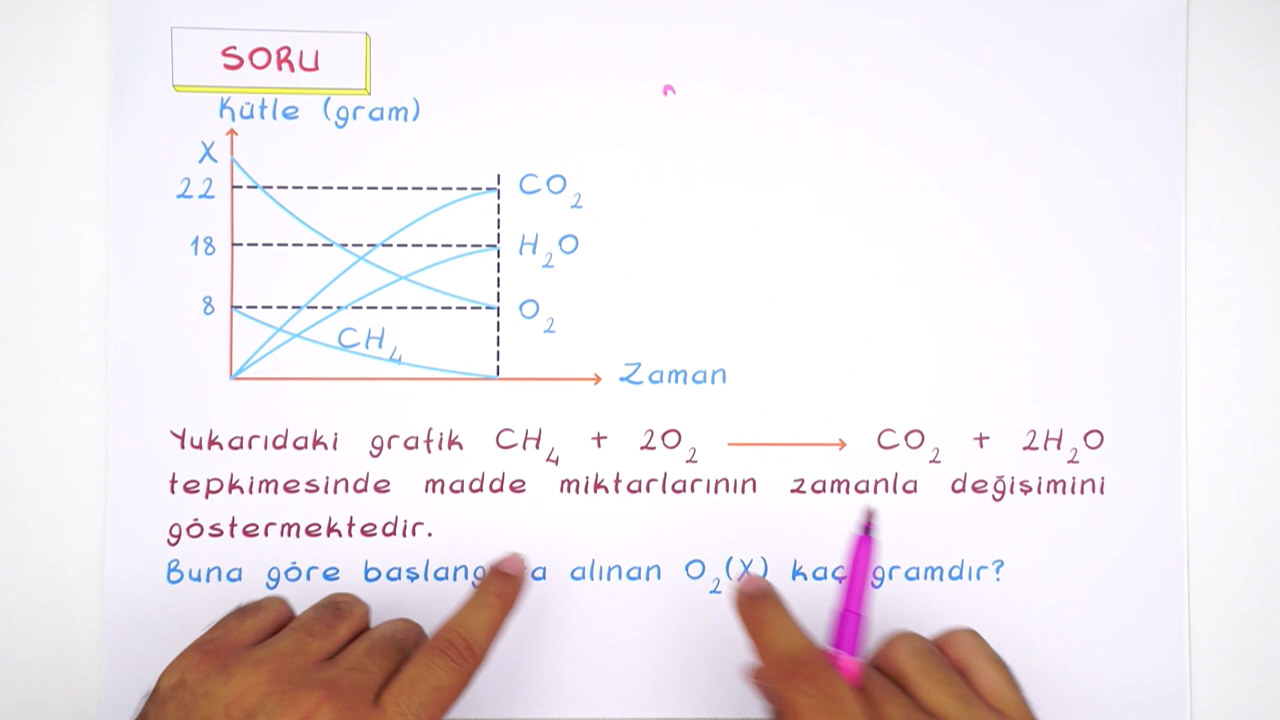 SORU
Kütle (gram)
X
22
CO2
18
H2O
8
O2
CH4
Zaman
Yukarıdaki grafik CH4 + 2O2 → CO2 + 2H2O
tepkimesinde madde miktarlarının zamanla değişimini
göstermektedir.
Buna göre alınan O2(X) kaç gramdır?